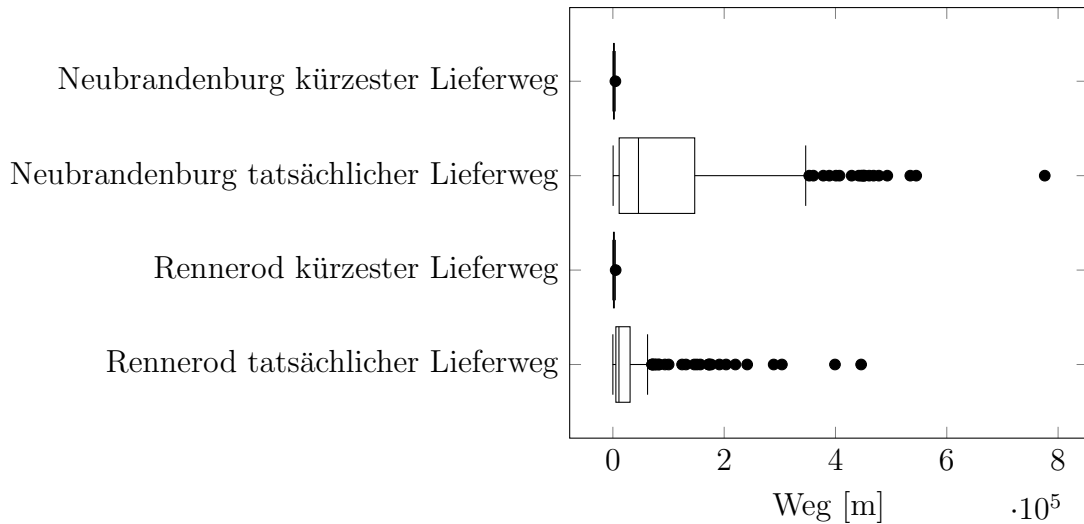 Neubrandenburg kürzester Lieferweg
Neubrandenburg tatsächlicher Lieferweg
Rennerod kürzester Lieferweg
Rennerod tatsächlicher Lieferweg
0 2 4 6 8
Weg [m] ·10⁵